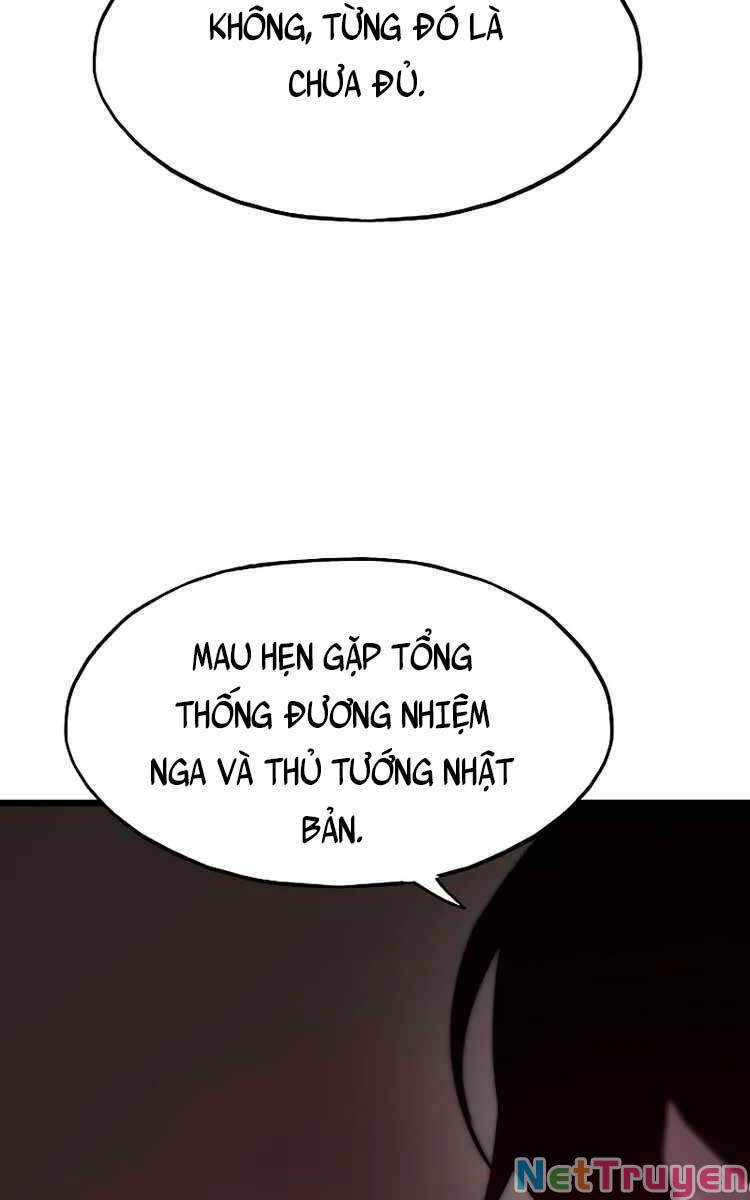 KHÔNG, TỪNG ĐÓ LÀ
CHƯA ĐỦ.
MAU HẸN GẶP TỔNG
THỐNG ĐƯƠNG NHIỆM
NGA VÀ THỦ TƯỚNG NHẬT
BẢN.
NETTRUYEN